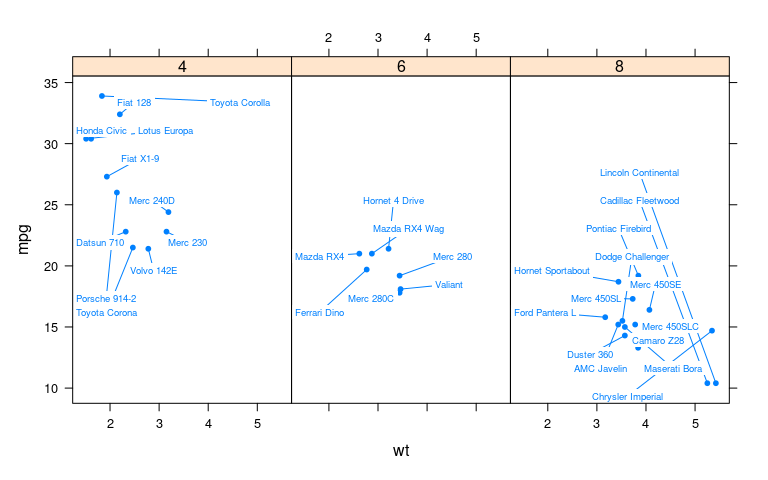 2 3 4 5
4 6 8
35
30
25
20
15
10
mpg
Fiat 128
Toyota Corolla
Honda Civic
Lotus Europa
Fiat X1-9
Merc 240D
Datsun 710
Merc 230
Volvo 142E
Porsche 914-2
Toyota Corona
Hornet 4 Drive
Mazda RX4 Wag
Mazda RX4
Merc 280
Valiant
Merc 280C
Ferrari Dino
Lincoln Continental
Cadillac Fleetwood
Pontiac Firebird
Dodge Challenger
Hornet Sportabout
Merc 450SE
Merc 450SL
Ford Pantera L
Merc 450SLC
Camaro Z28
Duster 360
AMC Javelin
Maserati Bora
Chrysler Imperial
2 3 4 5
2 3 4 5
wt